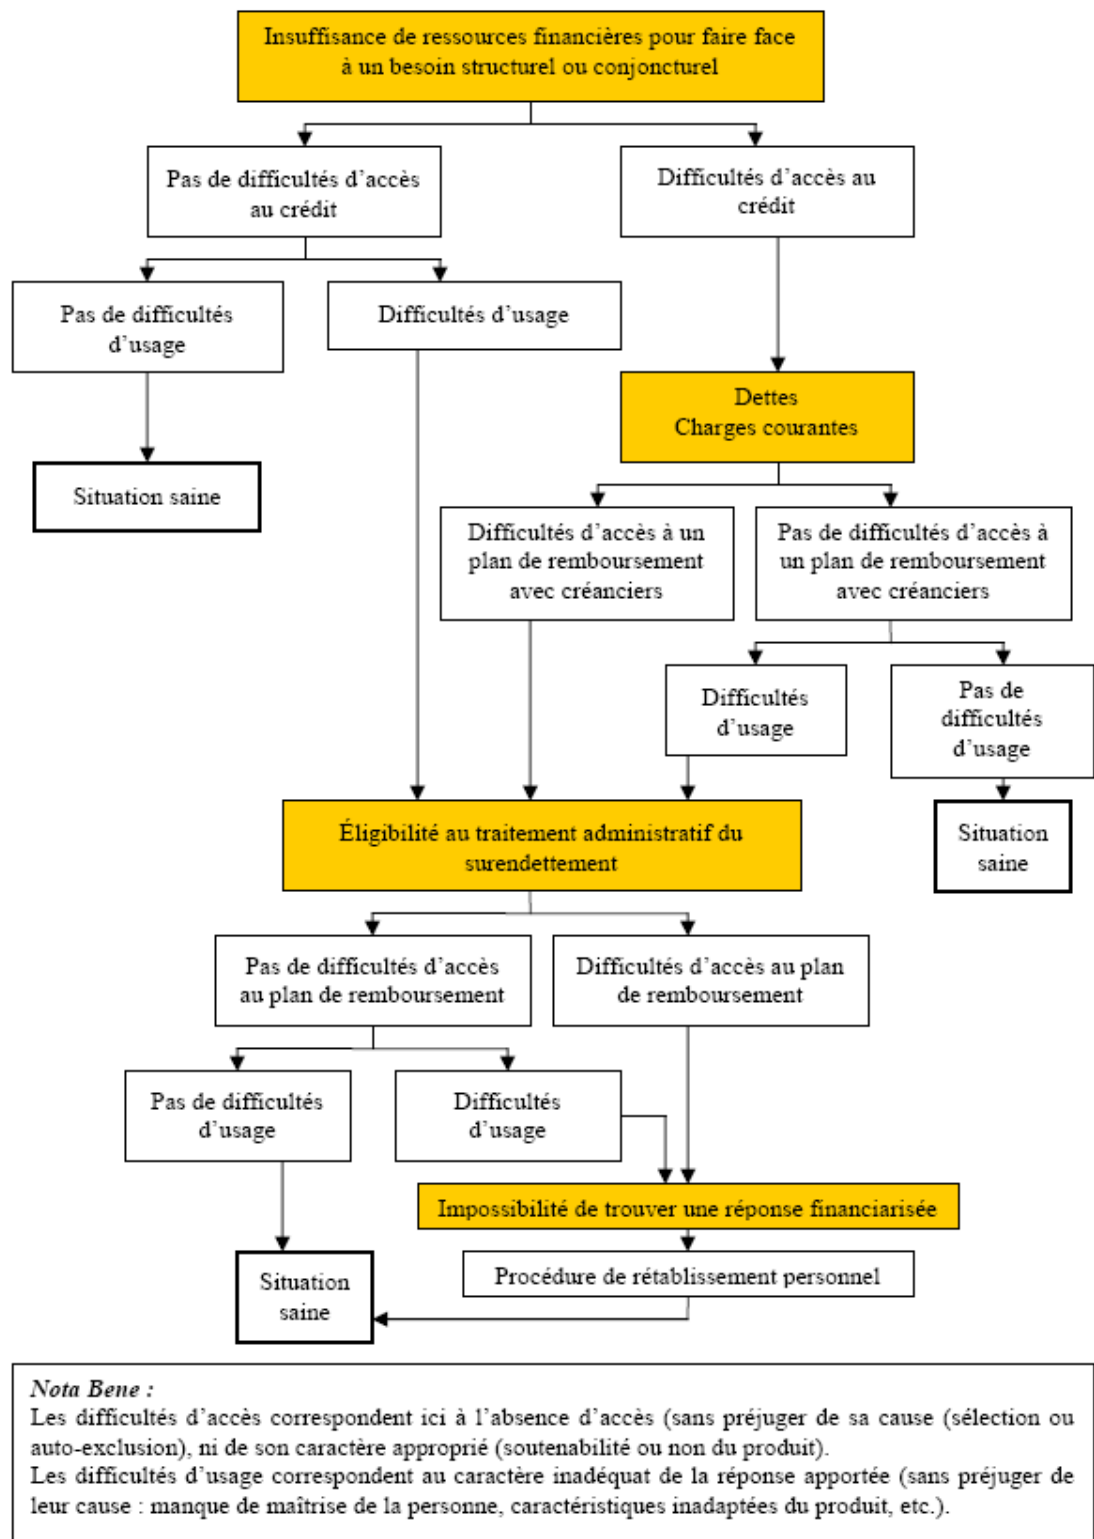 Insuffisance de ressources financières pour faire face
à un besoin structurel ou conjoncturel
Pas de difficultés d’accès
au crédit
Difficultés d’accès au
crédit
Pas de difficultés
d’usage
Difficultés d’usage
Dettes
Charges courantes
Situation saine
Difficultés d’accès à un
plan de remboursement
avec créanciers
Pas de difficultés d’accès à
un plan de remboursement
avec créanciers
Difficultés
d’usage
Pas de
difficultés
d’usage
Éligibilité au traitement administratif du
surendettement
Situation
saine
Pas de difficultés d’accès
au plan de remboursement
Difficultés d’accès au plan
de remboursement
Pas de difficultés
d’usage
Difficultés
d’usage
Impossibilité de trouver une réponse financiarisée
Procédure de rétablissement personnel
Situation
saine
Nota Bene :
Les difficultés d’accès correspondent ici à l’absence d’accès (sans préjuger de sa cause (sélection ou
auto-exclusion), ni de son caractère approprié (soutenabilité ou non du produit).
Les difficultés d’usage correspondent au caractère inadéquat de la réponse apportée (sans préjuger de
leur cause : manque de maîtrise de la personne, caractéristiques inadaptées du produit, etc.).